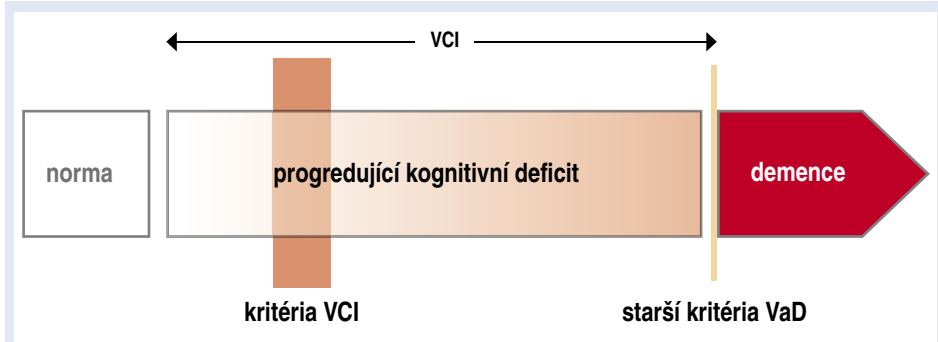 VCI
norma
progredující kognitivní deficit
demence
kritéria VCI
starší kritéria VaD